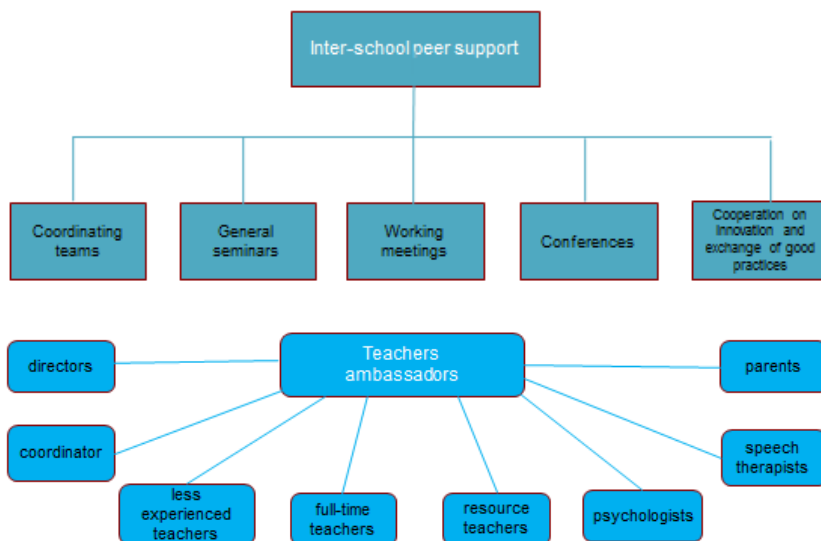 Inter-school peer support
Coordinating
teams
General
seminars
Working
meetings
Conferences
Cooperation on
Innovation and
exchange of good
practices
Teachers
ambassadors
directors
parents
coordinator
speech
therapists
less
experienced
teachers
full-time
teachers
resource
teachers
psychologists